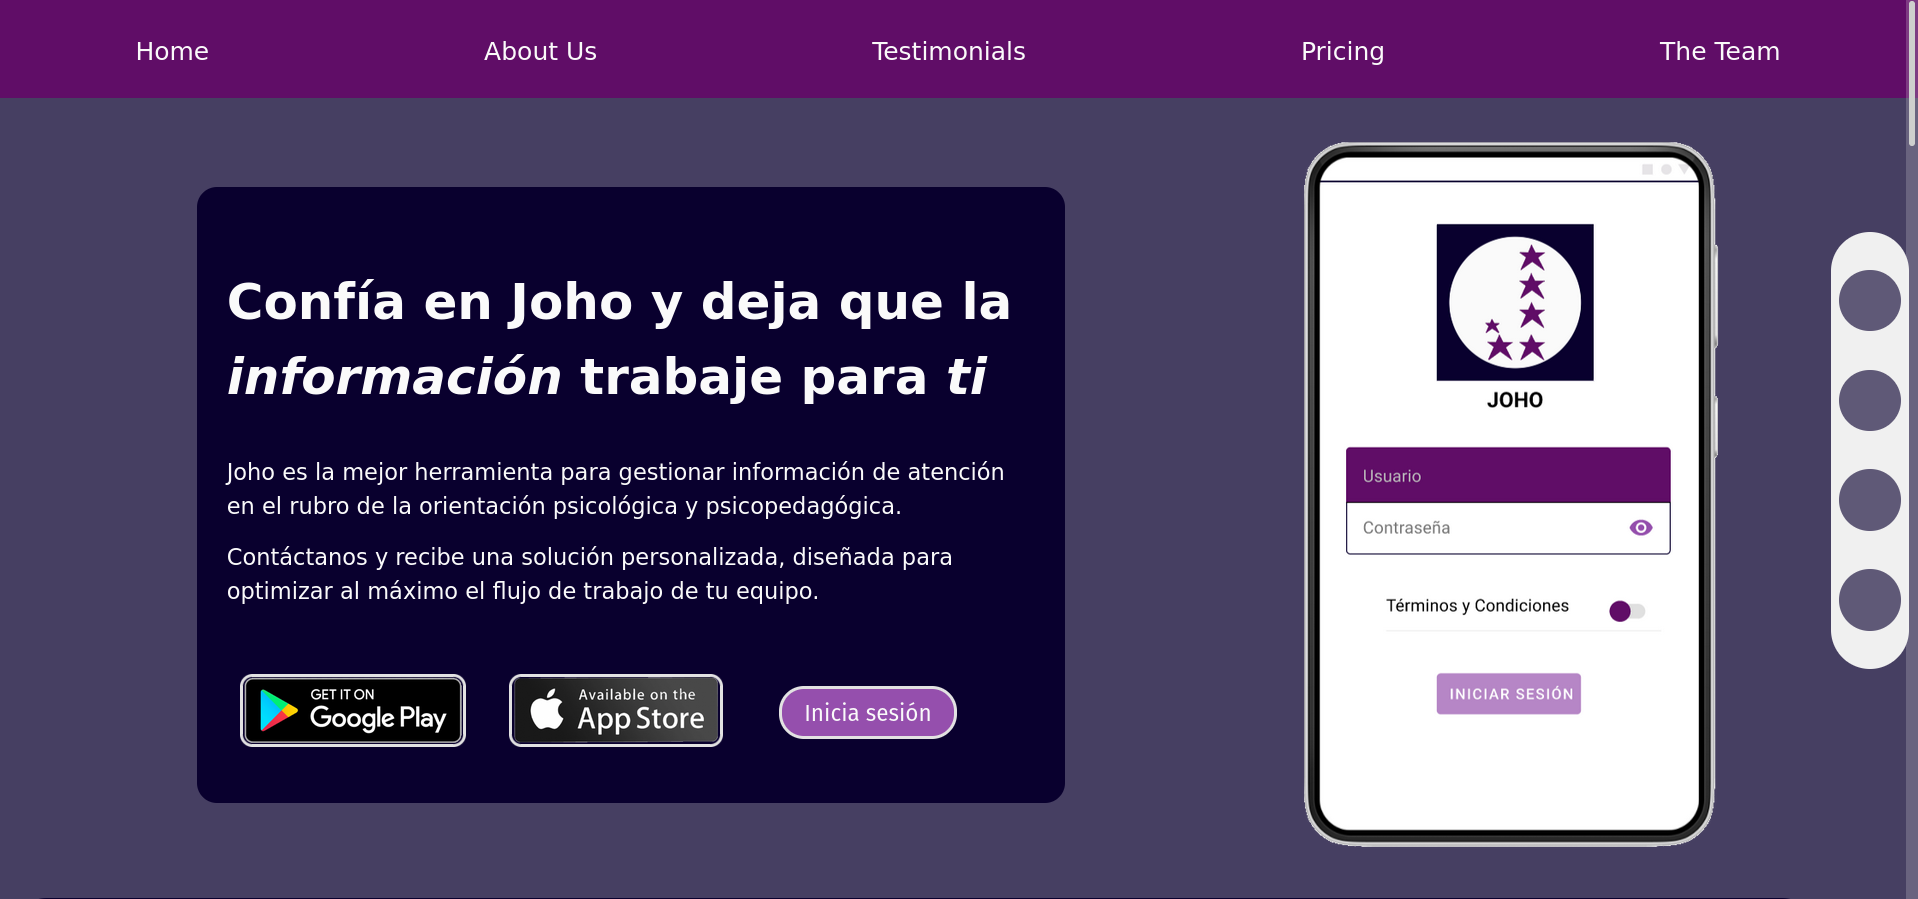 Home
About Us
Testimonials
Pricing
The Team
Confía en Joho y deja que la
información trabaje para ti
Joho es la mejor herramienta para gestionar información de atención
en el rubro de la orientación psicológica y psicopedagógica.
Contáctanos y recibe una solución personalizada, diseñada para
optimizar al máximo el flujo de trabajo de tu equipo.
GET IT ON
Google Play
Available on the
App Store
Inicia sesión
JOHO
Usuario
Contraseña
Términos y Condiciones
INICIAR SESIÓN